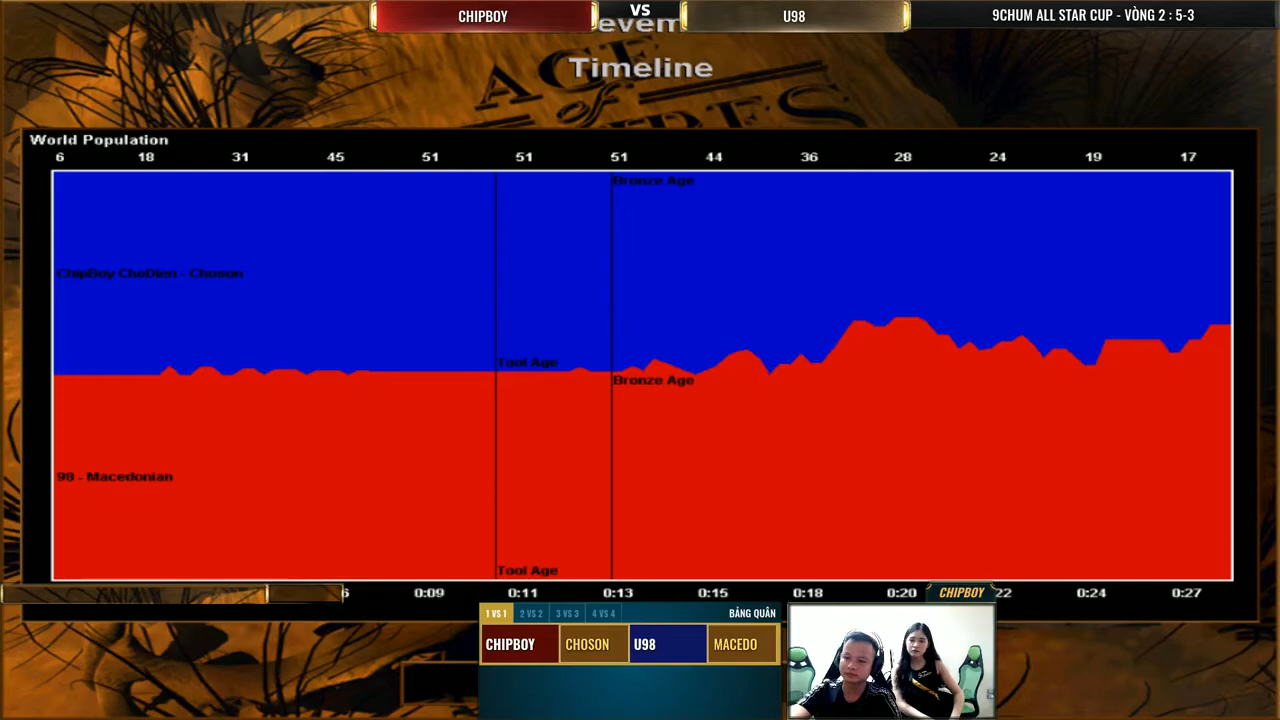 CHIPBOY
VS
U98
9CHUM ALL STAR CUP - VÒNG 2 : 5-3
Timeline
AGE
of
World Population
6 18 31 45 51 51 51 44 36 28 24 19 17
Bronze Age
ChipBoy ChoDien - Choson
Tool Age
Bronze Age
98 - Macedonian
Tool Age
6 0:09 0:11 0:13 0:15 0:18 0:20 22 0:24 0:27
CHIPBOY
1 VS 1 2 VS 2 3 VS 3 4 VS 4 BẢNG QUÂN
CHIPBOY CHOSON U98 MACEDO